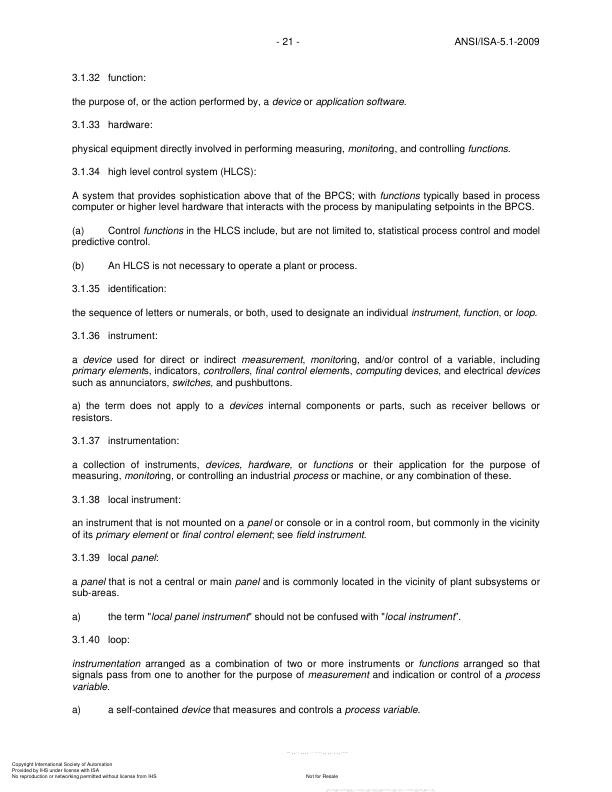 - 21 -
ANSI/ISA-5.1-2009
3.1.32 function:
the purpose of, or the action performed by, a device or application software.
3.1.33 hardware:
physical equipment directly involved in performing measuring, monitoring, and controlling functions.
3.1.34 high level control system (HLCS):
A system that provides sophistication above that of the BPCS; with functions typically based in process
computer or higher level hardware that interacts with the process by manipulating setpoints in the BPCS.
(a) Control functions in the HLCS include, but are not limited to, statistical process control and model
predictive control.
(b) An HLCS is not necessary to operate a plant or process.
3.1.35 identification:
the sequence of letters or numerals, or both, used to designate an individual instrument, function, or loop.
3.1.36 instrument:
a device used for direct or indirect measurement, monitoring, and/or control of a variable, including
primary elements, indicators, controllers, final control elements, computing devices, and electrical devices
such as annunciators, switches, and pushbuttons.
a) the term does not apply to a devices internal components or parts, such as receiver bellows or
resistors.
3.1.37 instrumentation:
a collection of instruments, devices, hardware, or functions or their application for the purpose of
measuring, monitoring, or controlling an industrial process or machine, or any combination of these.
3.1.38 local instrument:
an instrument that is not mounted on a panel or console or in a control room, but commonly in the vicinity
of its primary element or final control element; see field instrument.
3.1.39 local panel:
a panel that is not a central or main panel and is commonly located in the vicinity of plant subsystems or
sub-areas.
a) the term "local panel instrument" should not be confused with "local instrument".
3.1.40 loop:
instrumentation arranged as a combination of two or more instruments or functions arranged so that
signals pass from one to another for the purpose of measurement and indication or control of a process
variable.
a) a self-contained device that measures and controls a process variable.
Copyright International Society of Automation
Provided by IHS under license with ISA
No reproduction or networking permitted without license from IHS
Not for Resale